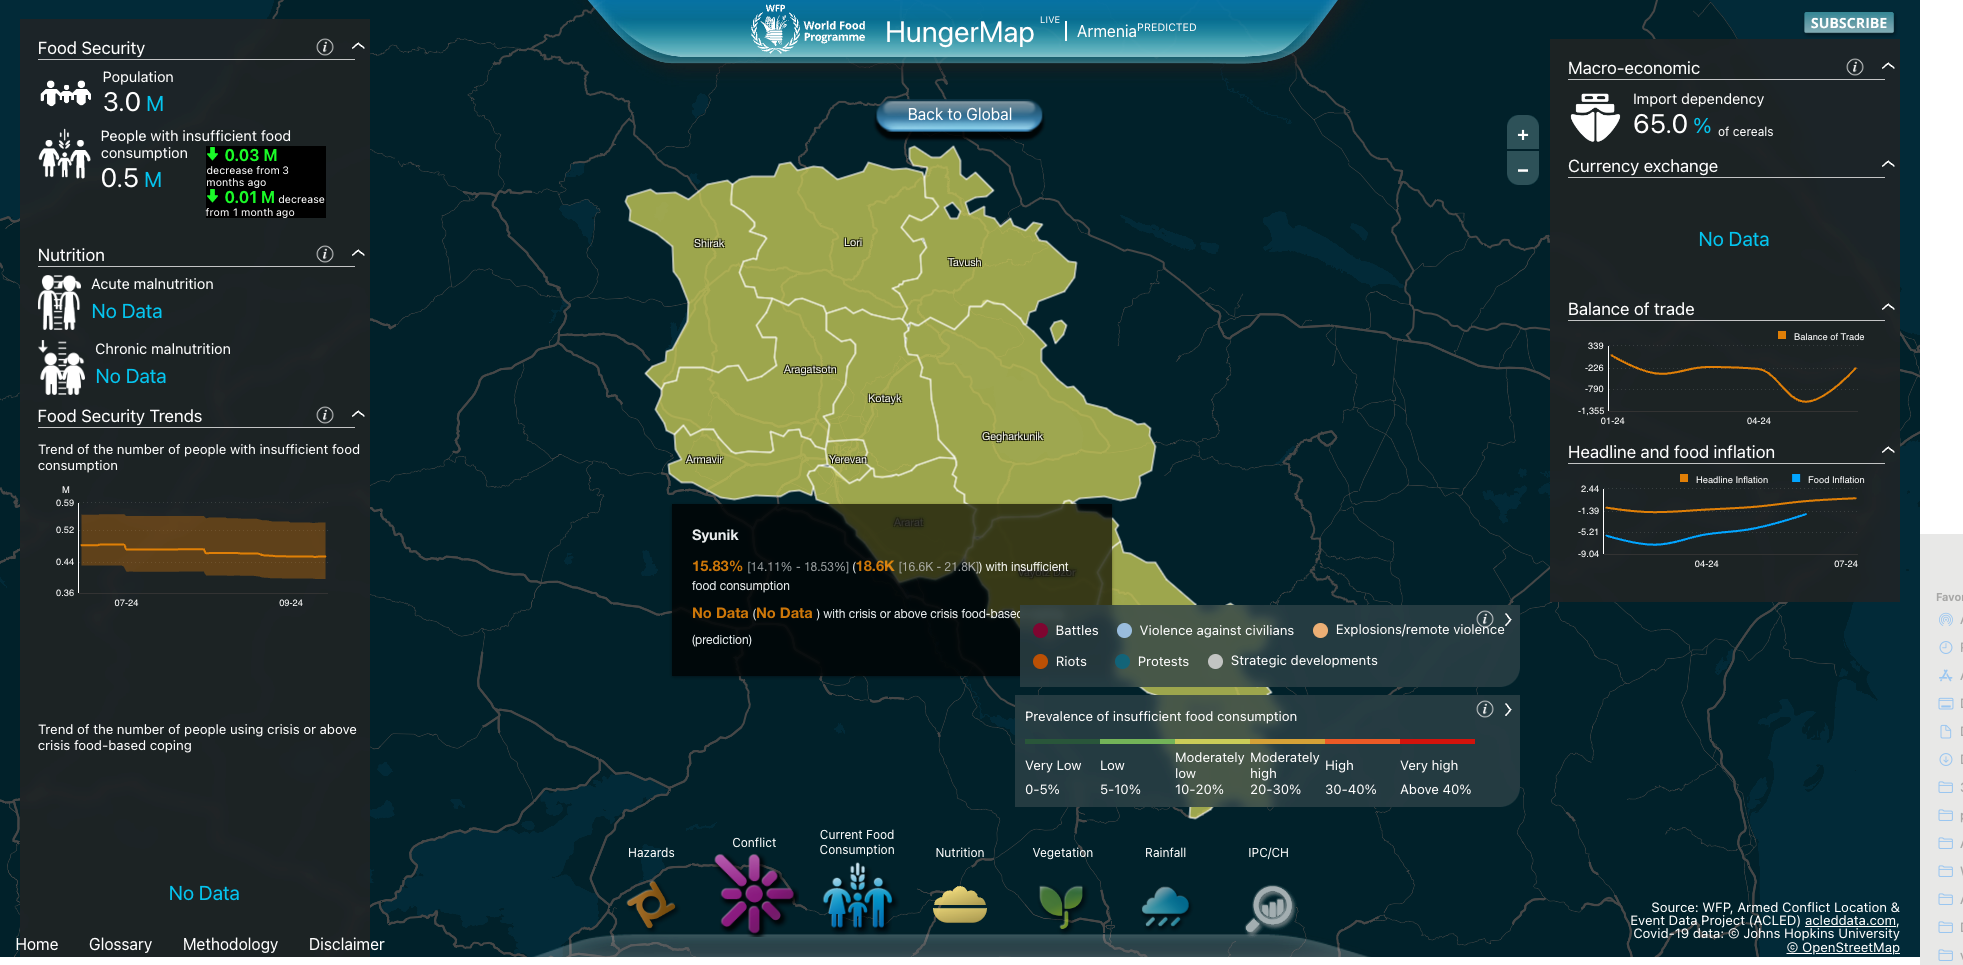 WFP
World Food
Programme
HungerMap LIVE | Armenia PREDICTED
SUBSCRIBE
Back to Global
Food Security
Population
3.0 M
People with insufficient food
consumption
0.5 M
0.03 M
decrease from 3
months ago
0.01 M decrease
from 1 month ago
Nutrition
Acute malnutrition
No Data
Chronic malnutrition
No Data
Food Security Trends
Trend of the number of people with insufficient food
consumption
M
0.59
0.52
0.44
0.36
07-24 09-24
Trend of the number of people using crisis or above
crisis food-based coping
No Data
Home Glossary Methodology Disclaimer
Shirak
Lori
Tavush
Aragatsotn
Kotayk
Gegharkunik
Armavir
Yerevan
Ararat
Syunik
15.83% [14.11% - 18.53%] (18.6K [16.6K - 21.8K]) with insufficient
food consumption
No Data (No Data ) with crisis or above crisis food-based
(prediction)
Battles Violence against civilians Explosions/remote violence
Riots Protests Strategic developments
Prevalence of insufficient food consumption
Very Low Low Moderately low Moderately high High Very high
0-5% 5-10% 10-20% 20-30% 30-40% Above 40%
Hazards
Conflict
Current Food
Consumption
Nutrition
Vegetation
Rainfall
IPC/CH
+
−
Macro-economic
Import dependency
65.0 % of cereals
Currency exchange
No Data
Balance of trade
Balance of Trade
339
-226
-790
-1,355
01-24 04-24
Headline and food inflation
Headline Inflation Food Inflation
2.44
-1.39
-5.21
-9.04
04-24 07-24
Source: WFP, Armed Conflict Location &
Event Data Project (ACLED) acleddata.com,
Covid-19 data: © Johns Hopkins University
© OpenStreetMap
Favor